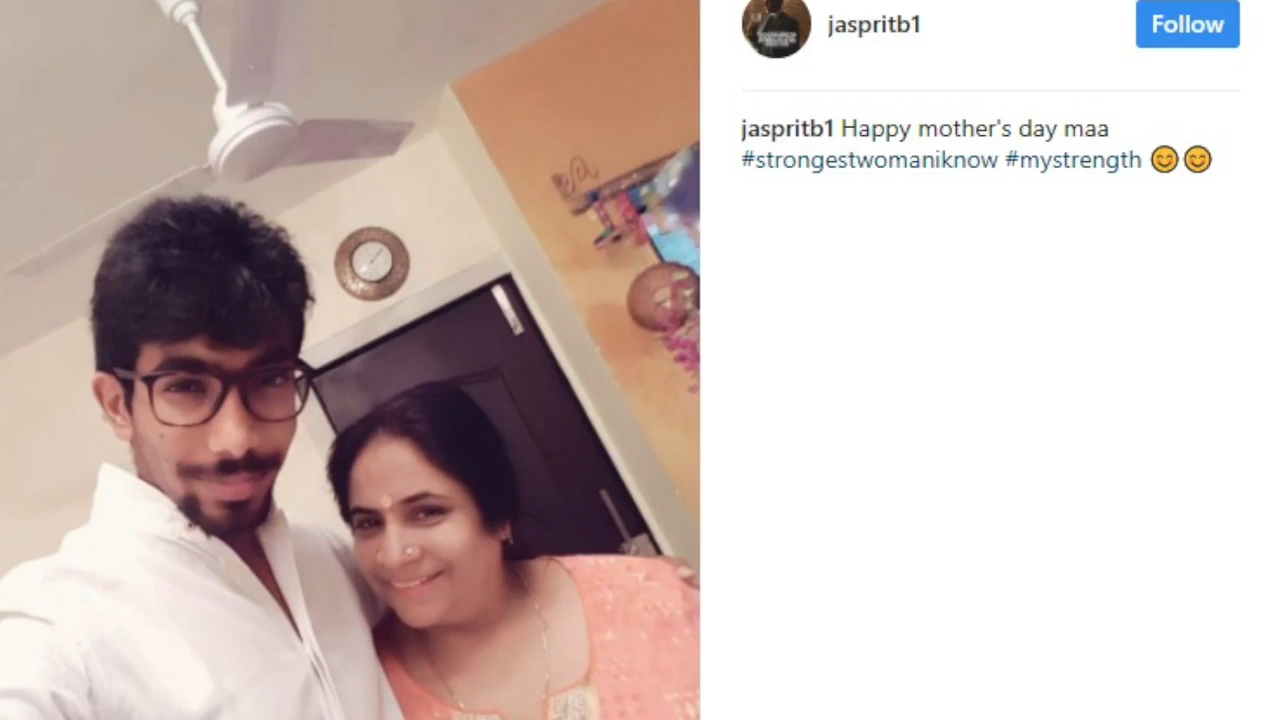 jaspritb1
Follow
jaspritb1 Happy mother's day maa
#strongestwomaniknow #mystrength 😊😊